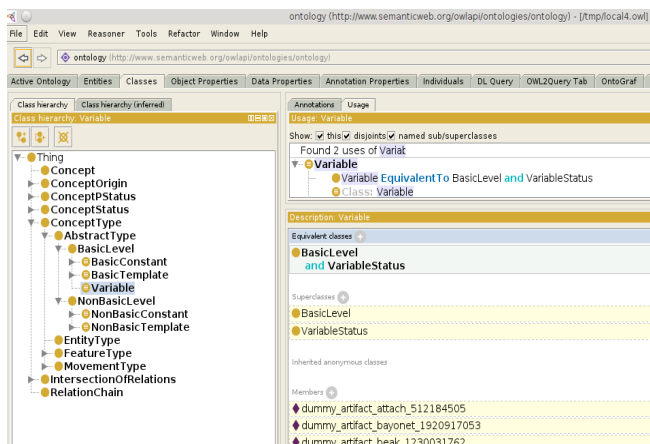 ontology (http://www.semanticweb.org/owlapi/ontologies/ontology) - [/tmp/local4.owl]
File Edit View Reasoner Tools Refactor Window Help
ontology (http://www.semanticweb.org/owlapi/ontologies/ontology)
Active Ontology Entities Classes Object Properties Data Properties Annotation Properties Individuals DL Query OWL2Query Tab OntoGraf
Class hierarchy Class hierarchy (inferred)
Class hierarchy: Variable
Thing
Concept
ConceptOrigin
ConceptPStatus
ConceptStatus
ConceptType
AbstractType
BasicLevel
BasicConstant
BasicTemplate
Variable
NonBasicLevel
NonBasicConstant
NonBasicTemplate
EntityType
FeatureType
MovementType
IntersectionOfRelations
RelationChain
Annotations Usage
Usage: Variable
Show: this disjoints named sub/superclasses
Found 2 uses of Variable
Variable
Variable EquivalentTo BasicLevel and VariableStatus
Class: Variable
Description: Variable
Equivalent classes
BasicLevel
and VariableStatus
Superclasses
BasicLevel
VariableStatus
Inherited anonymous classes
Members
dummy_artifact_attach_512184505
dummy_artifact_bayonet_1920917053
dummy_artifact_beak_1230031762